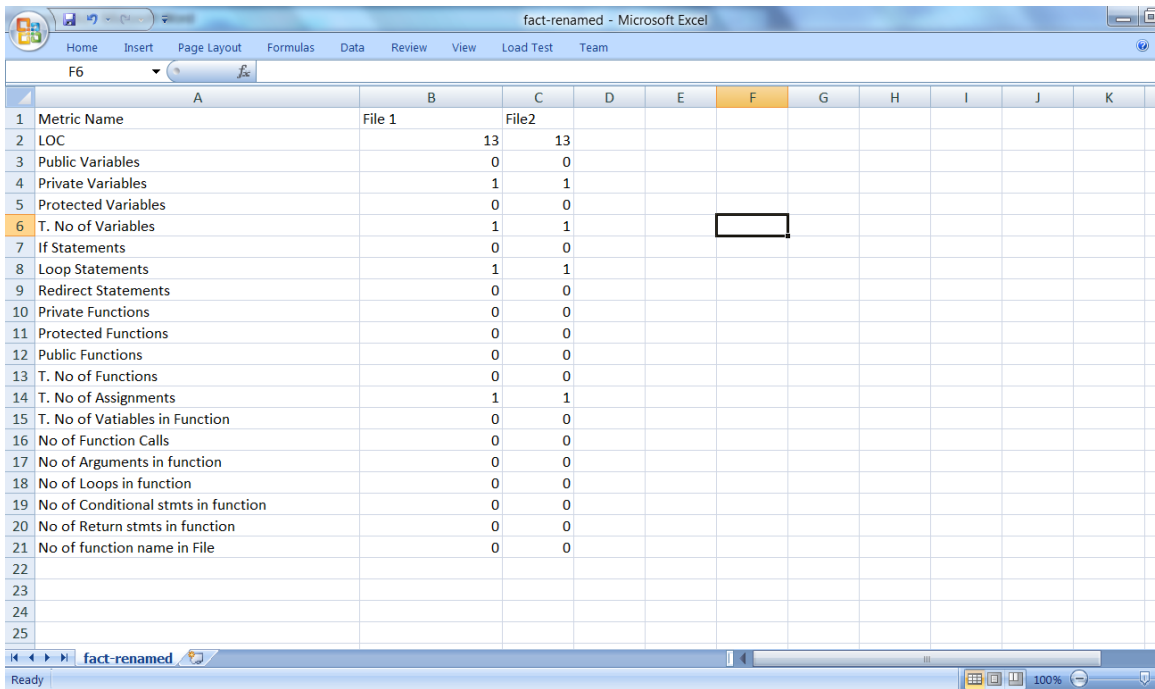 fact-renamed - Microsoft Excel
Home Insert Page Layout Formulas Data Review View Load Test Team
F6 fx
A B C D E F G H I J K
1 Metric Name File 1 File2
2 LOC 13 13
3 Public Variables 0 0
4 Private Variables 1 1
5 Protected Variables 0 0
6 T. No of Variables 1 1
7 If Statements 0 0
8 Loop Statements 1 1
9 Redirect Statements 0 0
10 Private Functions 0 0
11 Protected Functions 0 0
12 Public Functions 0 0
13 T. No of Functions 0 0
14 T. No of Assignments 1 1
15 T. No of Vatiables in Function 0 0
16 No of Function Calls 0 0
17 No of Arguments in function 0 0
18 No of Loops in function 0 0
19 No of Conditional stmts in function 0 0
20 No of Return stmts in function 0 0
21 No of function name in File 0 0
22
23
24
25
fact-renamed
Ready 100%